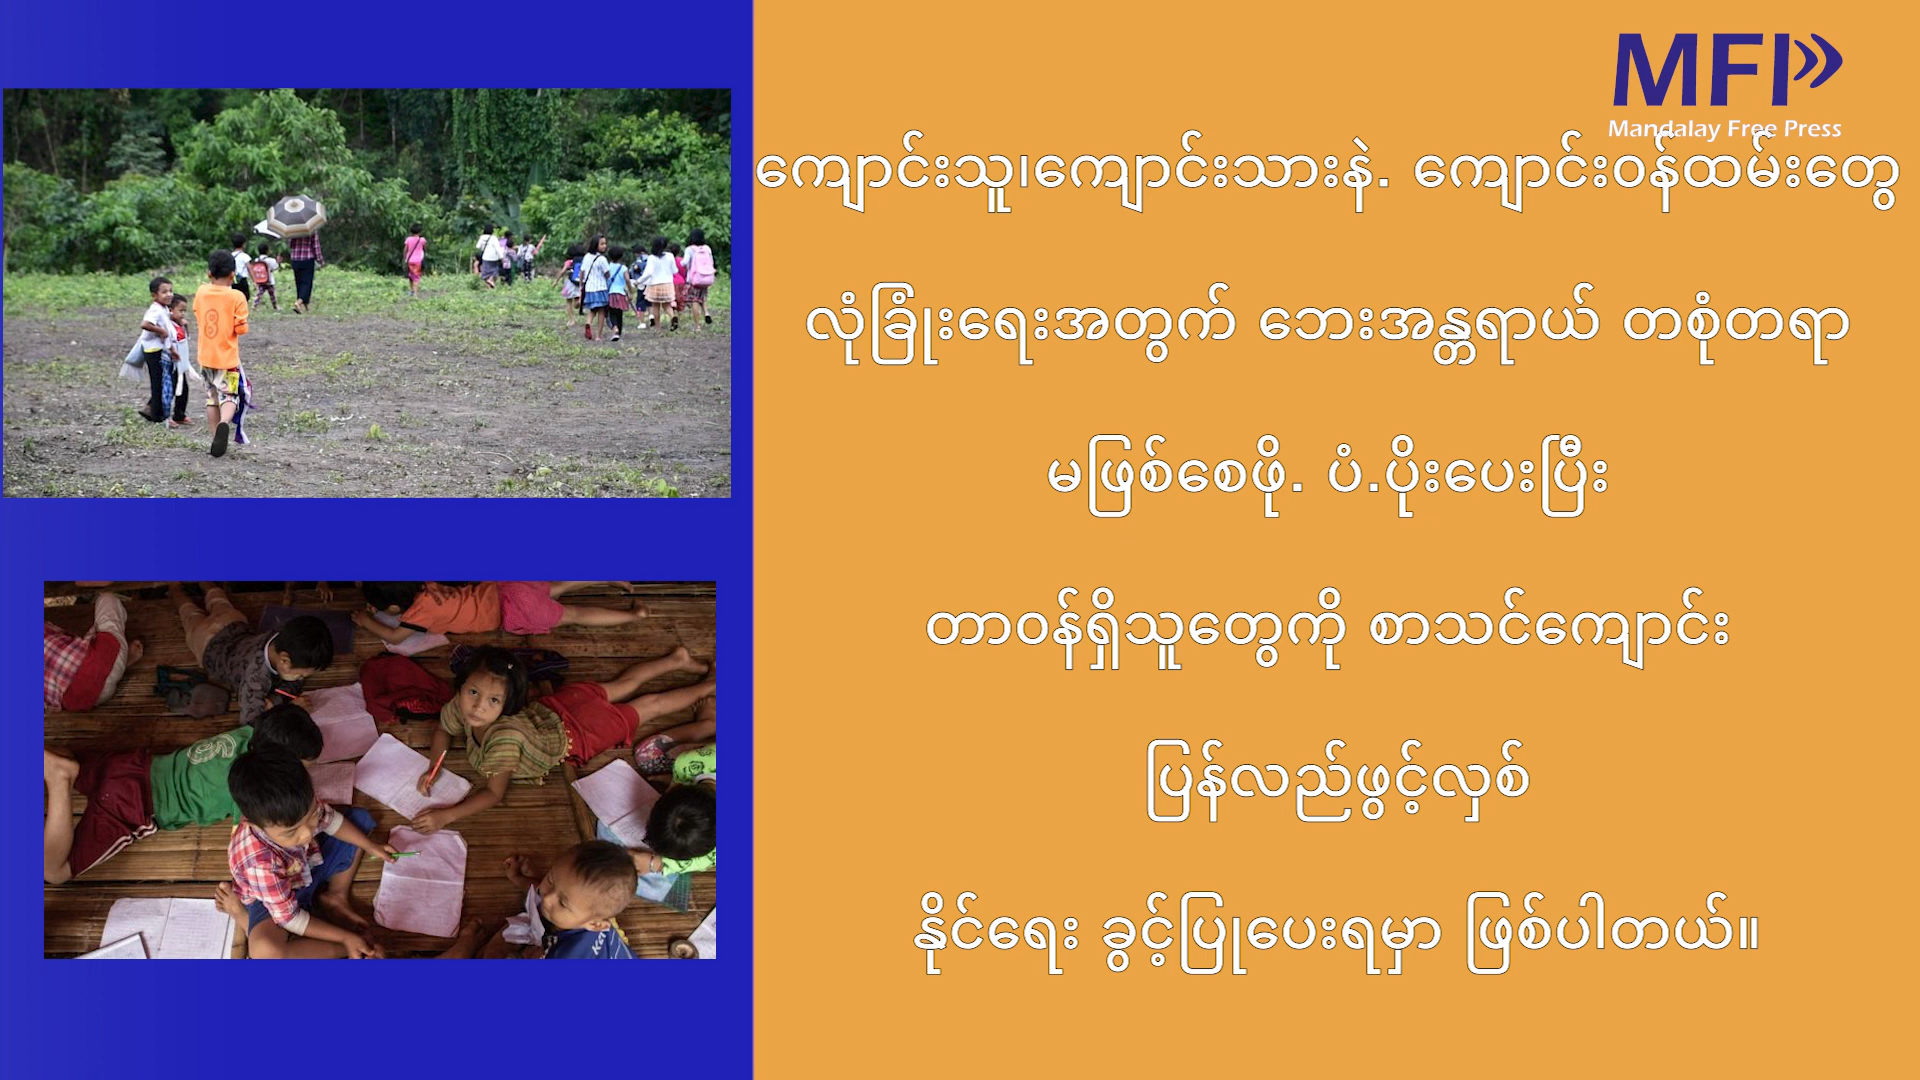 MFP
Mandalay Free Press
ကျောင်းသူ၊ကျောင်းသားနဲ. ကျောင်းဝန်ထမ်းတွေ
လုံခြုံးရေးအတွက် ဘေးအန္တရာယ် တစုံတရာ
မဖြစ်စေဖို. ပံ.ပိုးပေးပြီး
တာဝန်ရှိသူတွေကို စာသင်ကျောင်း
ပြန်လည်ဖွင့်လှစ်
နိုင်ရေး ခွင့်ပြုပေးရမှာ ဖြစ်ပါတယ်။